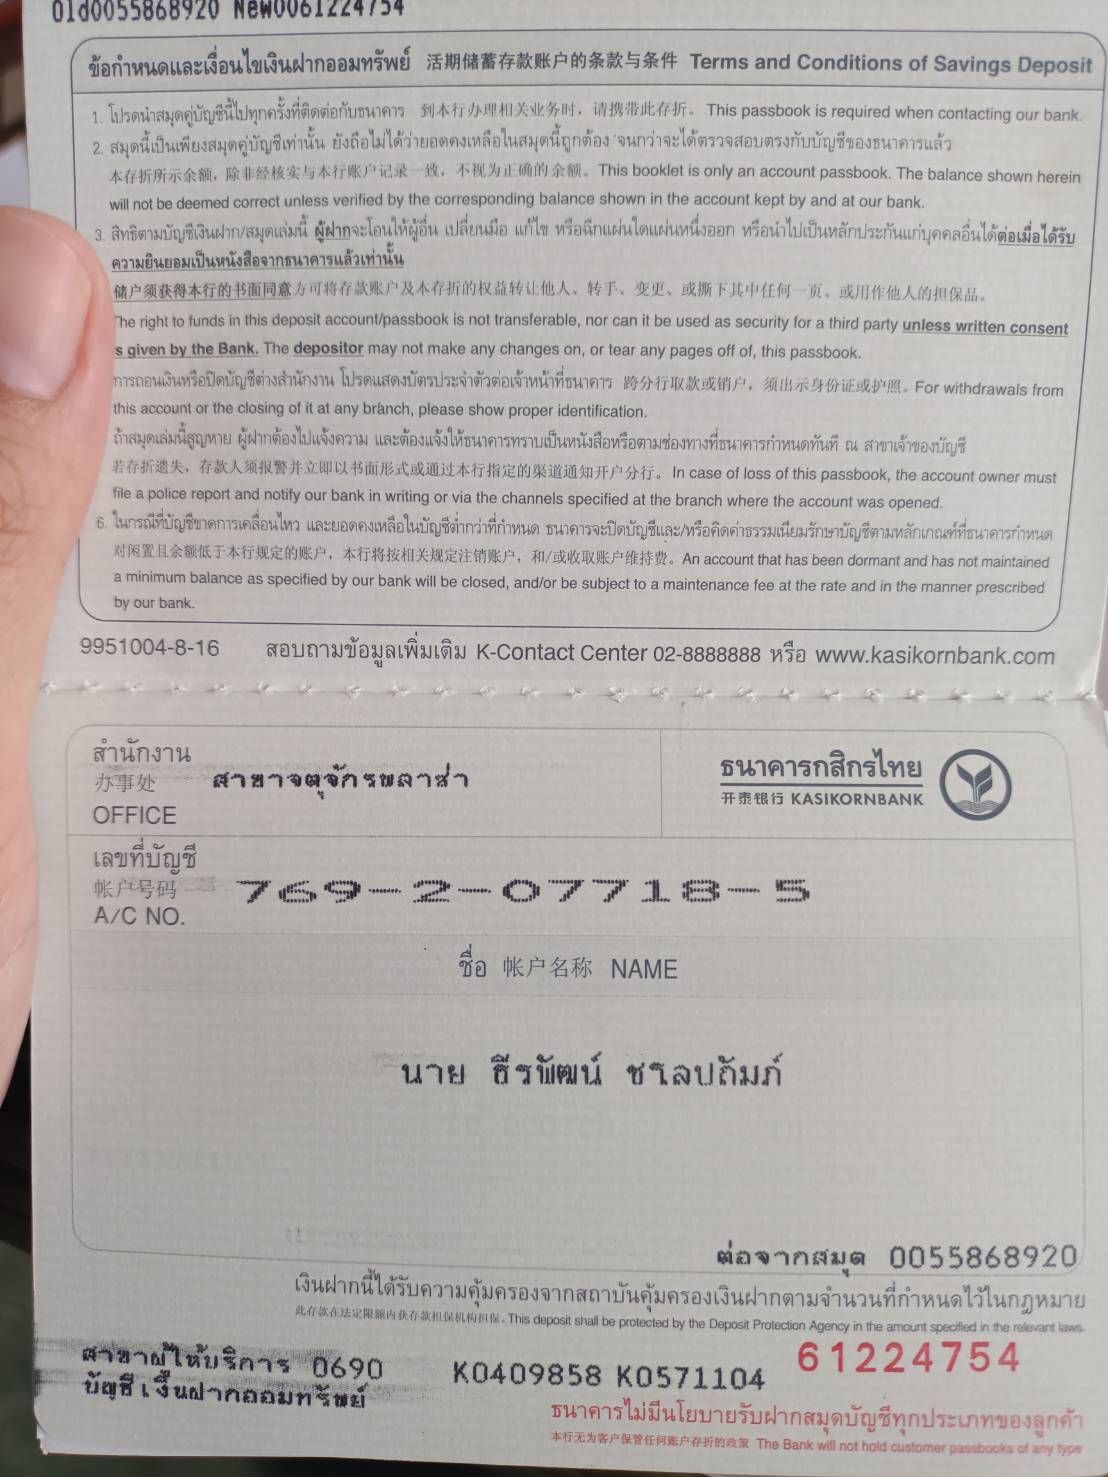 01d0055868920 New0061224754
ข้อกำหนดและเงื่อนไขเงินฝากออมทรัพย์ 活期储蓄存款账户的条款与条件 Terms and Conditions of Savings Deposit
1. โปรดนำสมุดคู่บัญชีนี้ไปทุกครั้งที่ติดต่อกับธนาคาร 到本行办理相关业务时，请携带此存折。 This passbook is required when contacting our bank.
2. สมุดนี้เป็นเพียงสมุดคู่บัญชีเท่านั้น ยังถือไม่ได้ว่ายอดคงเหลือในสมุดนี้ถูกต้อง จนกว่าจะได้ตรวจสอบตรงกับบัญชีของธนาคารแล้ว
本存折所示余额，除非经核实与本行账户记录一致，不视为正确的余额。This booklet is only an account passbook. The balance shown herein
will not be deemed correct unless verified by the corresponding balance shown in the account kept by and at our bank.
3. สิทธิตามบัญชีเงินฝาก/สมุดเล่มนี้ ผู้ฝากจะโอนให้ผู้อื่น เปลี่ยนมือ แก้ไข หรือฉีกแผ่นใดแผ่นหนึ่งออก หรือนำไปเป็นหลักประกันแก่บุคคลอื่นได้ต่อเมื่อได้รับ
ความยินยอมเป็นหนังสือจากธนาคารแล้วเท่านั้น
储户须获得本行的书面同意方可将存款账户及本存折的权益转让他人、转手、变更、或撕下其中任何一页、或用作他人的担保品。
The right to funds in this deposit account/passbook is not transferable, nor can it be used as security for a third party unless written consent
s given by the Bank. The depositor may not make any changes on, or tear any pages off of, this passbook.
การถอนเงินหรือปิดบัญชีต่างสำนักงาน โปรดแสดงบัตรประจำตัวต่อเจ้าหน้าที่ธนาคาร 跨分行取款或销户，须出示身份证或护照。For withdrawals from
this account or the closing of it at any branch, please show proper identification.
ถ้าสมุดเล่มนี้สูญหาย ผู้ฝากต้องไปแจ้งความ และต้องแจ้งให้ธนาคารทราบเป็นหนังสือหรือตามช่องทางที่ธนาคารกำหนดทันที ณ สาขาเจ้าของบัญชี
若存折遗失，存款人须报警并立即以书面形式或通过本行指定的渠道通知开户分行。In case of loss of this passbook, the account owner must
file a police report and notify our bank in writing or via the channels specified at the branch where the account was opened.
6. ในกรณีที่บัญชีขาดการเคลื่อนไหว และยอดคงเหลือในบัญชีต่ำกว่าที่กำหนด ธนาคารจะปิดบัญชีและ/หรือคิดค่าธรรมเนียมรักษาบัญชีตามหลักเกณฑ์ที่ธนาคารกำหนด
对闲置且余额低于本行规定的账户，本行将按相关规定注销账户，和/或收取账户维持费。An account that has been dormant and has not maintained
a minimum balance as specified by our bank will be closed, and/or be subject to a maintenance fee at the rate and in the manner prescribed
by our bank.
9951004-8-16 สอบถามข้อมูลเพิ่มเติม K-Contact Center 02-8888888 หรือ www.kasikornbank.com
สำนักงาน
办事处 สาขาจตุจักรพลาซ่า
OFFICE
ธนาคารกสิกรไทย
开泰银行 KASIKORNBANK
เลขที่บัญชี
帐户号码 769-2-07718-5
A/C NO.
ชื่อ 帐户名称 NAME
นาย ธีรพัฒน์ ชาลปถัมภ์
ต่อจากสมุด 0055868920
เงินฝากนี้ได้รับความคุ้มครองจากสถาบันคุ้มครองเงินฝากตามจำนวนที่กำหนดไว้ในกฎหมาย
此存款在法定限额内获存款担保机构担保。This deposit shall be protected by the Deposit Protection Agency in the amount specified in the relevant laws.
สาขาผู้ให้บริการ 0690 K0409858 K0571104 61224754
บัญชีเงินฝากออมทรัพย์
ธนาคารไม่มีนโยบายรับฝากสมุดบัญชีทุกประเภทของลูกค้า
本行无为客户保管任何账户存折的政策 The Bank will not hold customer passbooks of any type